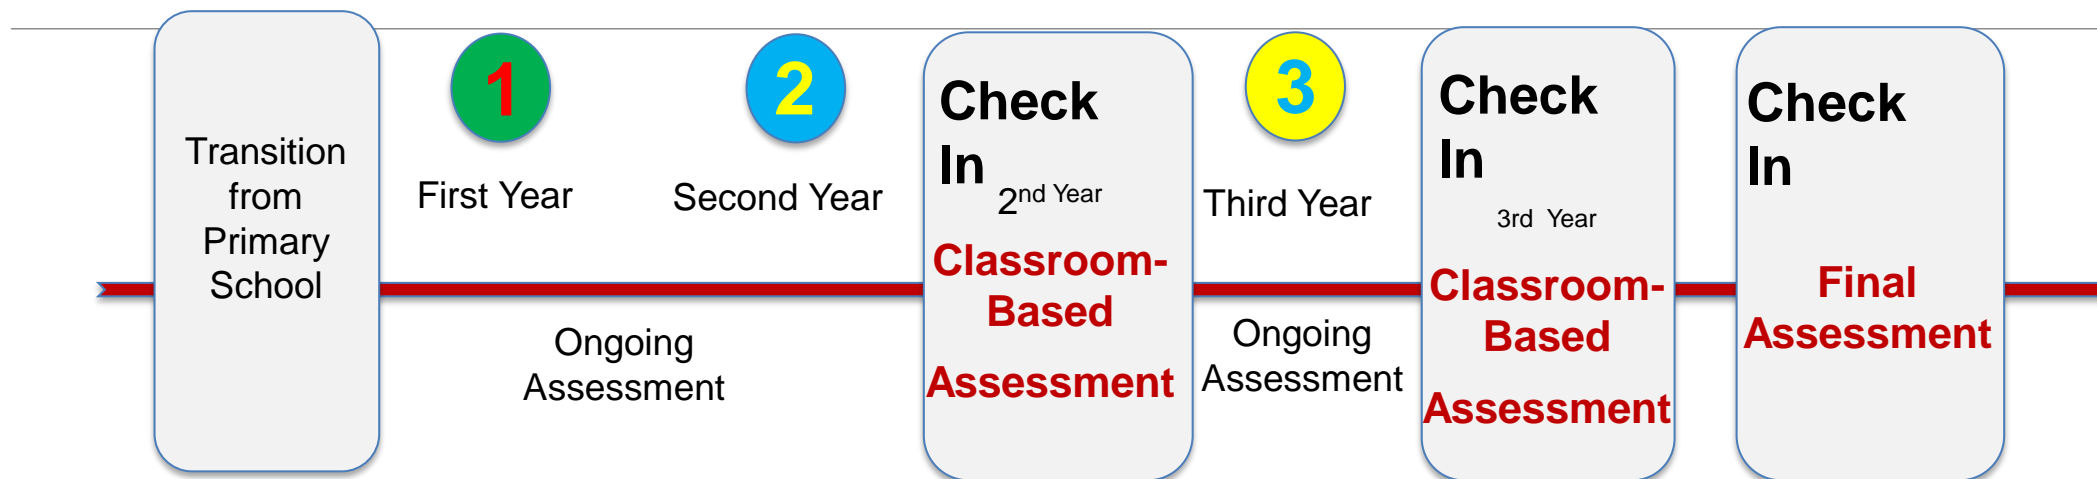 Transition
from
Primary
School
1
First Year
2
Second Year
Ongoing
Assessment
Check
In
2nd Year
Classroom-
Based
Assessment
3
Third Year
Ongoing
Assessment
Check
In
3rd Year
Classroom-
Based
Assessment
Check
In
Final
Assessment